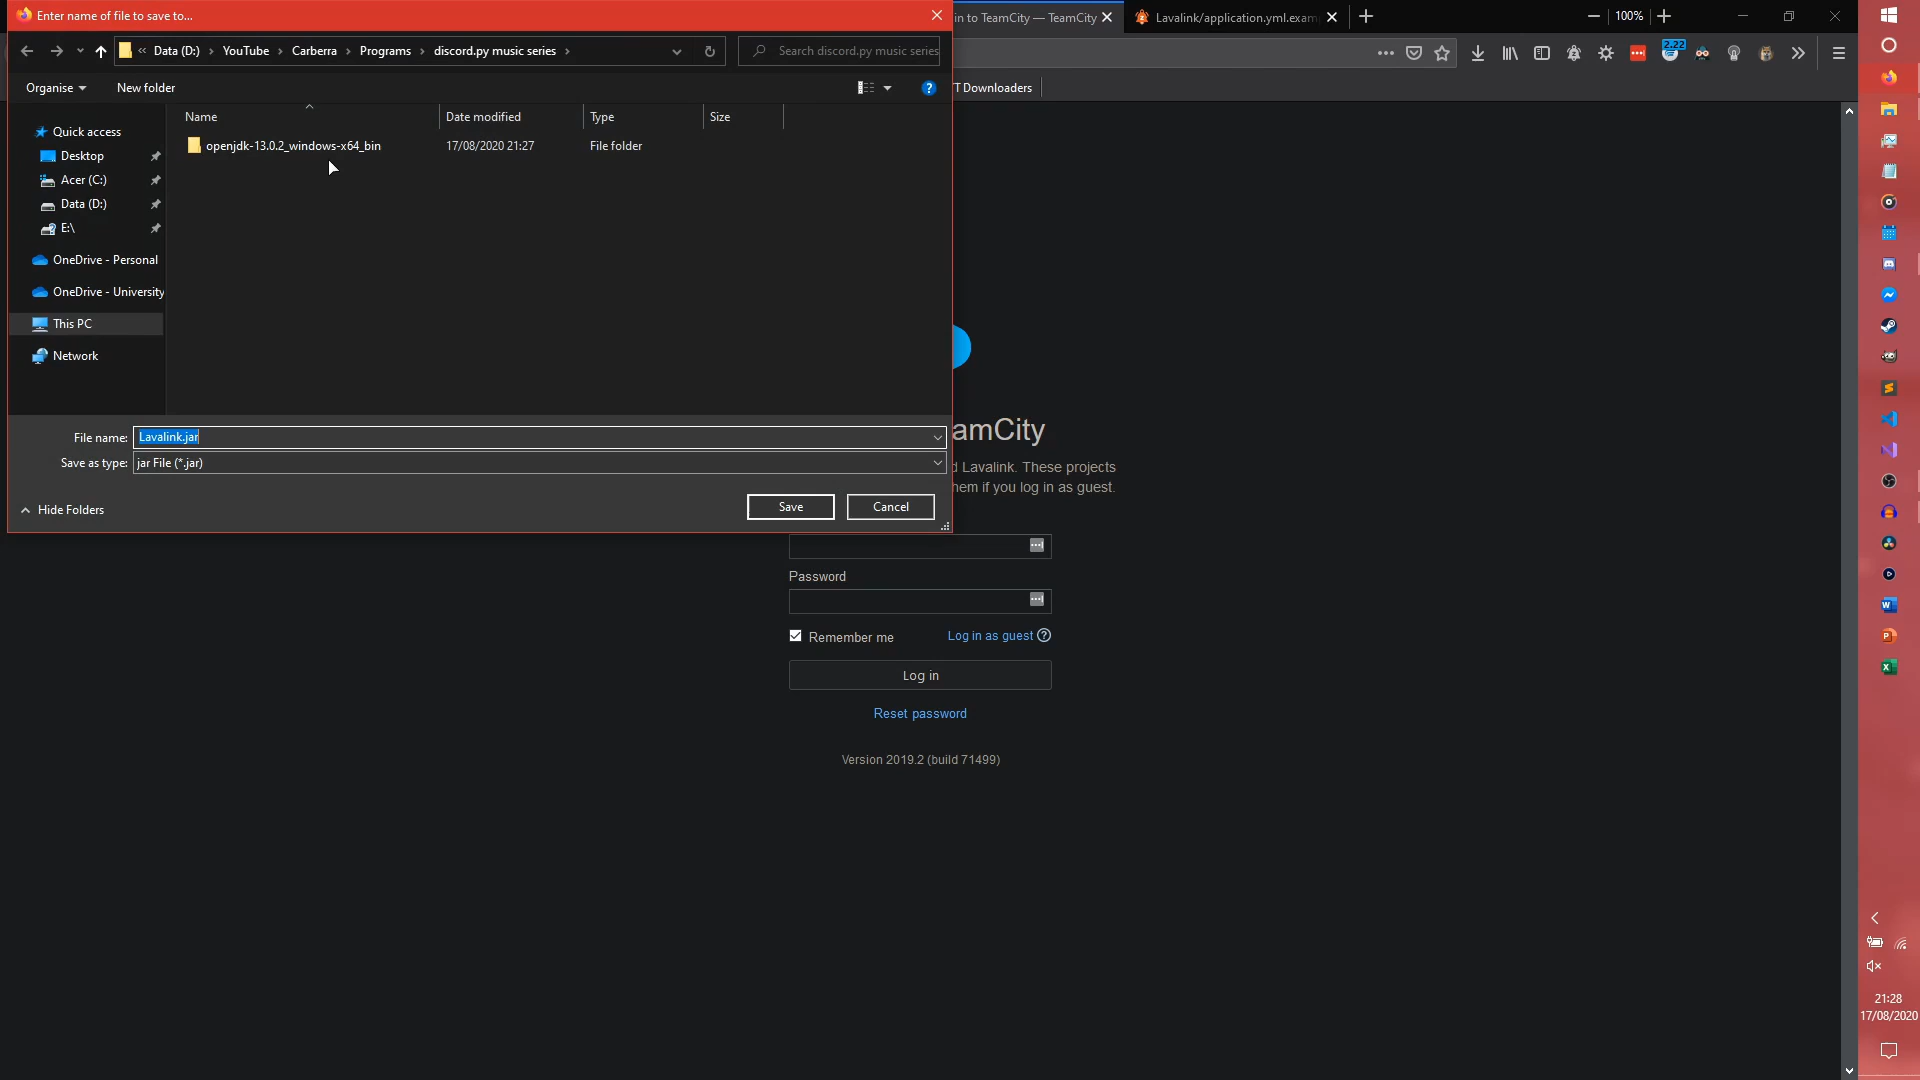 Enter name of file to save to...
in to TeamCity — TeamCity
Lavalink/application.yml.exam
100%
« Data (D:) › YouTube › Carberra › Programs › discord.py music series ›
Search discord.py music series
2.22
Organise
New folder
YT Downloaders
Name
Date modified
Type
Size
Quick access
openjdk-13.0.2_windows-x64_bin
17/08/2020 21:27
File folder
Desktop
Acer (C:)
Data (D:)
E:\
OneDrive - Personal
OneDrive - University
This PC
Network
amCity
File name:
Lavalink.jar
Save as type:
jar File (*.jar)
d Lavalink. These projects
hem if you log in as guest.
Hide Folders
Save
Cancel
Password
Remember me
Log in as guest
Log in
Reset password
Version 2019.2 (build 71499)
21:28
17/08/2020